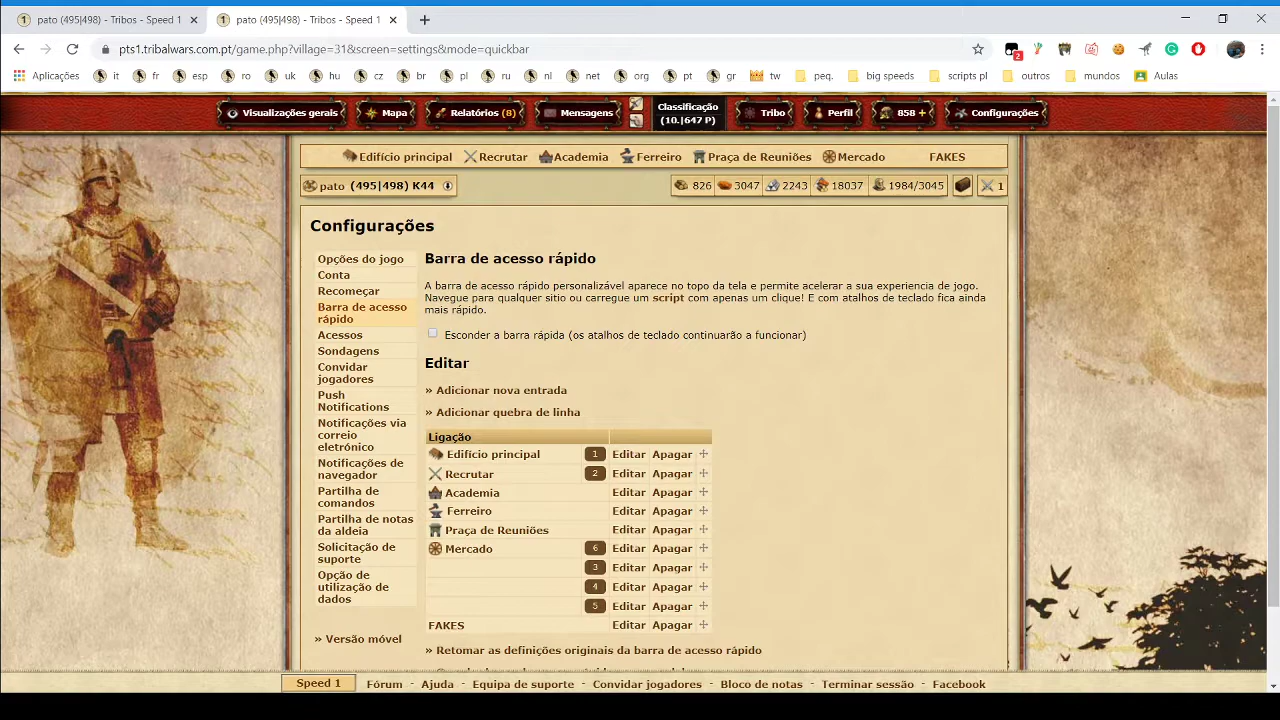 pato (495|498) - Tribos - Speed 1
pato (495|498) - Tribos - Speed 1
pts1.tribalwars.com.pt/game.php?village=31&screen=settings&mode=quickbar
2
Aplicações it fr esp ro uk hu cz br pl ru nl net org pt gr tw peq. big speeds scripts pl outros mundos Aulas
Visualizações gerais Mapa Relatórios (8) Mensagens Classificação Tribo Perfil 858 + Configurações
(10.|647 P)
Edifício principal Recrutar Academia Ferreiro Praça de Reuniões Mercado FAKES
pato (495|498) K44 826 3047 2243 18037 1984/3045 1
Configurações
Opções do jogo
Conta
Recomeçar
Barra de acesso
rápido
Acessos
Sondagens
Convidar
jogadores
Push
Notifications
Notificações via
correio
eletrónico
Notificações de
navegador
Partilha de
comandos
Partilha de notas
da aldeia
Solicitação de
suporte
Opção de
utilização de
dados
» Versão móvel
Barra de acesso rápido
A barra de acesso rápido personalizável aparece no topo da tela e permite acelerar a sua experiencia de jogo.
Navegue para qualquer sitio ou carregue um script com apenas um clique! E com atalhos de teclado fica ainda
mais rápido.
Esconder a barra rápida (os atalhos de teclado continuarão a funcionar)
Editar
» Adicionar nova entrada
» Adicionar quebra de linha
Ligação
Edifício principal 1 Editar Apagar
Recrutar 2 Editar Apagar
Academia Editar Apagar
Ferreiro Editar Apagar
Praça de Reuniões Editar Apagar
Mercado 6 Editar Apagar
3 Editar Apagar
4 Editar Apagar
5 Editar Apagar
FAKES Editar Apagar
» Retomar as definições originais da barra de acesso rápido
Speed 1 Fórum - Ajuda - Equipa de suporte - Convidar jogadores - Bloco de notas - Terminar sessão - Facebook